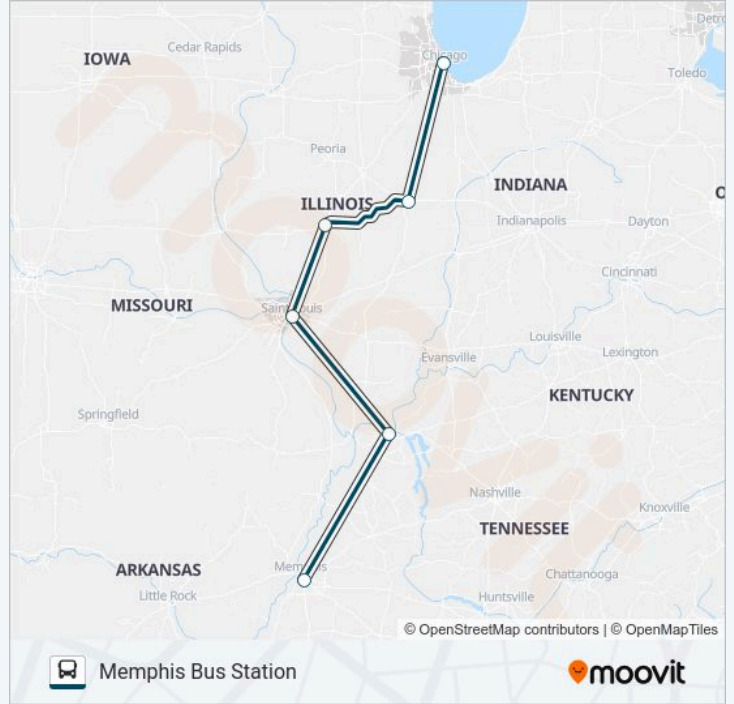 IOWA
Cedar Rapids
Chicago
Detro
Toledo
Peoria
ILLINOIS
INDIANA
O
Indianapolis
Dayton
Cincinnati
MISSOURI
Saint Louis
Louisville
Evansville
Lexington
KENTUCKY
Springfield
Nashville
Knoxville
TENNESSEE
ARKANSAS
Memphis
Chattanooga
Little Rock
Huntsville
© OpenStreetMap contributors | © OpenMapTiles
Memphis Bus Station
moovit